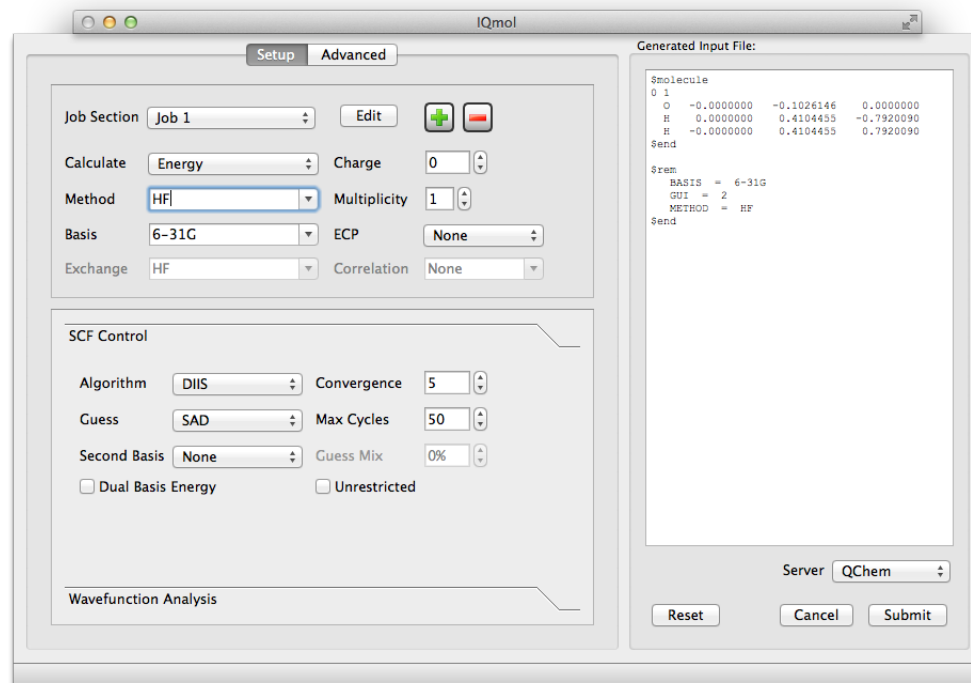 IQmol
Setup Advanced
Job Section Job 1 Edit
Calculate Energy Charge 0
Method HF Multiplicity 1
Basis 6-31G ECP None
Exchange HF Correlation None
SCF Control
Algorithm DIIS Convergence 5
Guess SAD Max Cycles 50
Second Basis None Guess Mix 0%
Dual Basis Energy Unrestricted
Wavefunction Analysis
Generated Input File:
$molecule
0 1
O -0.0000000 -0.1026146 0.0000000
H 0.0000000 0.4104455 -0.7920090
H -0.0000000 0.4104455 0.7920090
$end
$rem
BASIS = 6-31G
GUI = 2
METHOD = HF
$end
Server QChem
Reset Cancel Submit